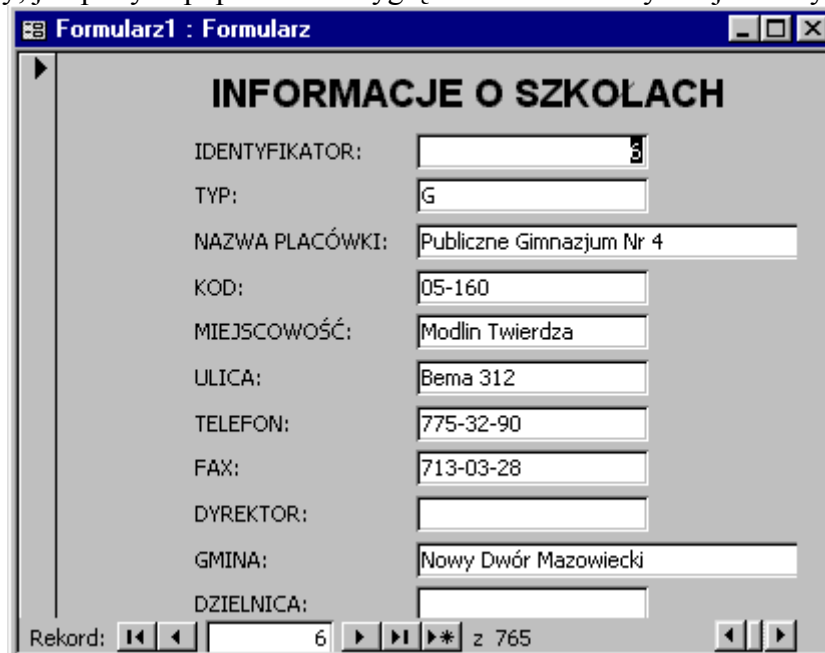 Formularz1 : Formularz
INFORMACJE O SZKOŁACH
IDENTYFIKATOR: 6
TYP: G
NAZWA PLACÓWKI: Publiczne Gimnazjum Nr 4
KOD: 05-160
MIEJSCOWOŚĆ: Modlin Twierdza
ULICA: Bema 312
TELEFON: 775-32-90
FAX: 713-03-28
DYREKTOR:
GMINA: Nowy Dwór Mazowiecki
DZIELNICA:
Rekord: 6 z 765